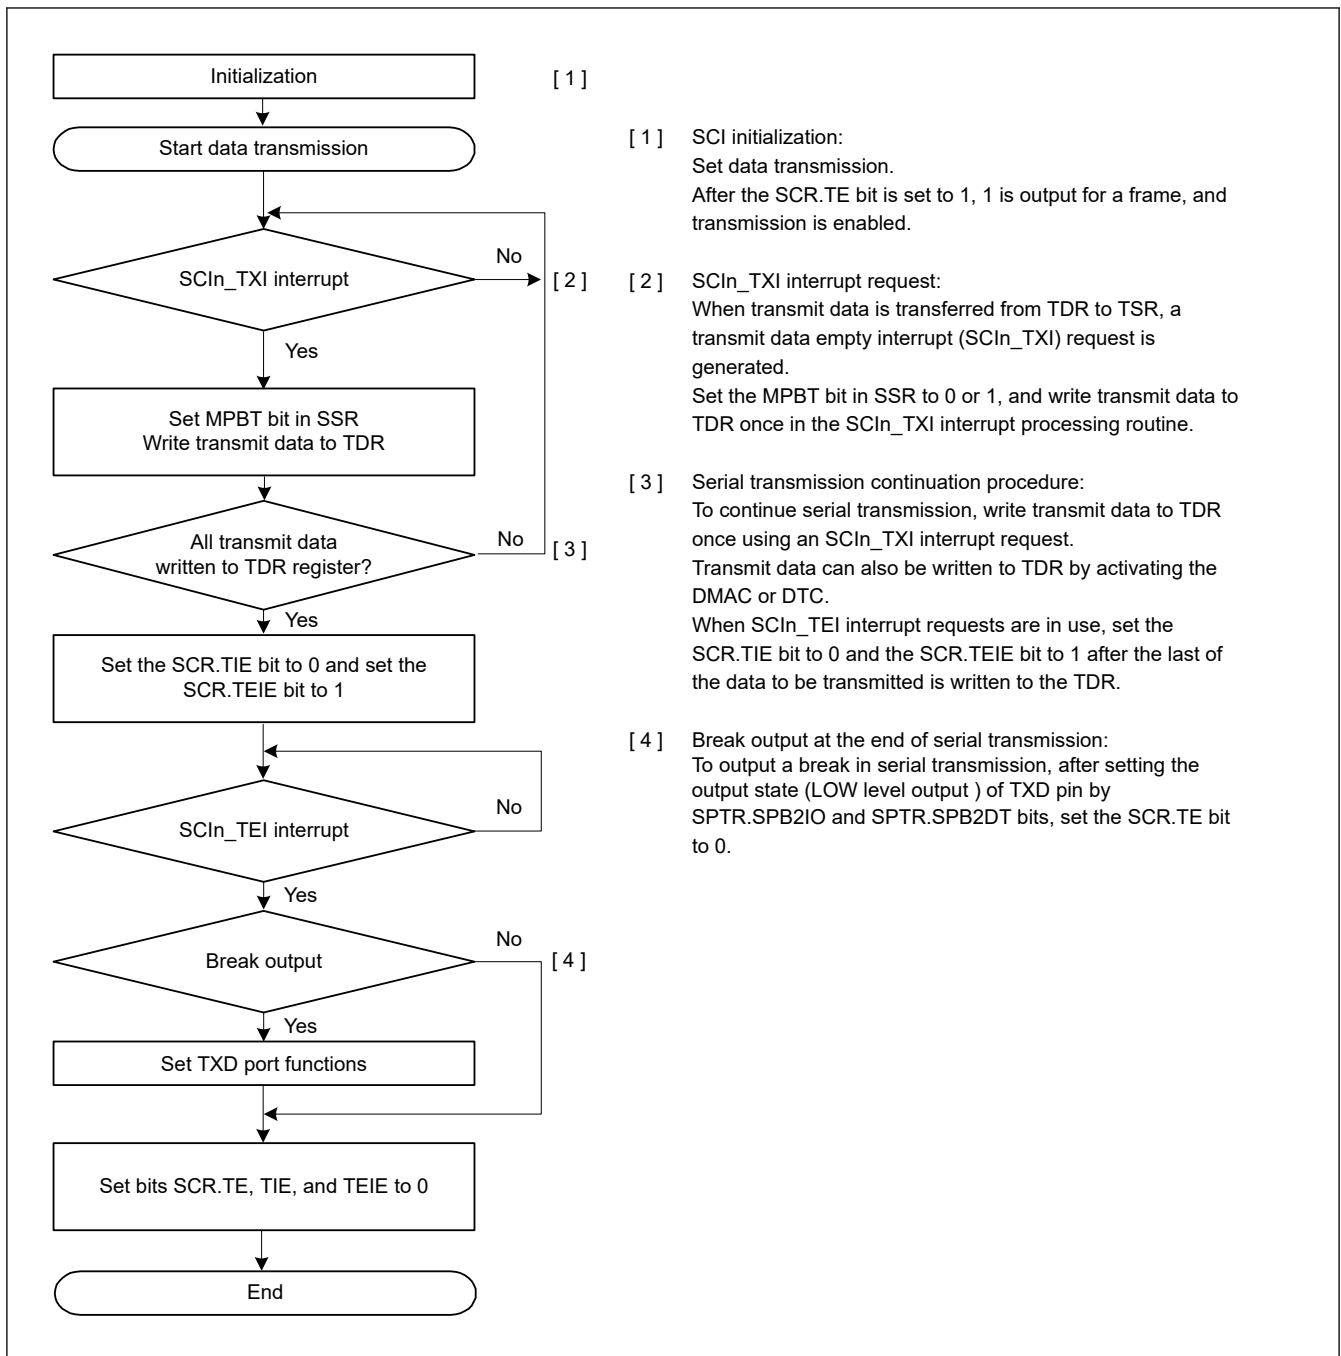 Initialization
[ 1 ]
Start data transmission
SCIn_TXI interrupt
No
[ 2 ]
Yes
Set MPBT bit in SSR
Write transmit data to TDR
All transmit data
written to TDR register?
No
[ 3 ]
Yes
Set the SCR.TIE bit to 0 and set the
SCR.TEIE bit to 1
SCIn_TEI interrupt
No
Yes
Break output
No
[ 4 ]
Yes
Set TXD port functions
Set bits SCR.TE, TIE, and TEIE to 0
End
[ 1 ] SCI initialization:
Set data transmission.
After the SCR.TE bit is set to 1, 1 is output for a frame, and
transmission is enabled.
[ 2 ] SCIn_TXI interrupt request:
When transmit data is transferred from TDR to TSR, a
transmit data empty interrupt (SCIn_TXI) request is
generated.
Set the MPBT bit in SSR to 0 or 1, and write transmit data to
TDR once in the SCIn_TXI interrupt processing routine.
[ 3 ] Serial transmission continuation procedure:
To continue serial transmission, write transmit data to TDR
once using an SCIn_TXI interrupt request.
Transmit data can also be written to TDR by activating the
DMAC or DTC.
When SCIn_TEI interrupt requests are in use, set the
SCR.TIE bit to 0 and the SCR.TEIE bit to 1 after the last of
the data to be transmitted is written to the TDR.
[ 4 ] Break output at the end of serial transmission:
To output a break in serial transmission, after setting the
output state (LOW level output ) of TXD pin by
SPTR.SPB2IO and SPTR.SPB2DT bits, set the SCR.TE bit
to 0.